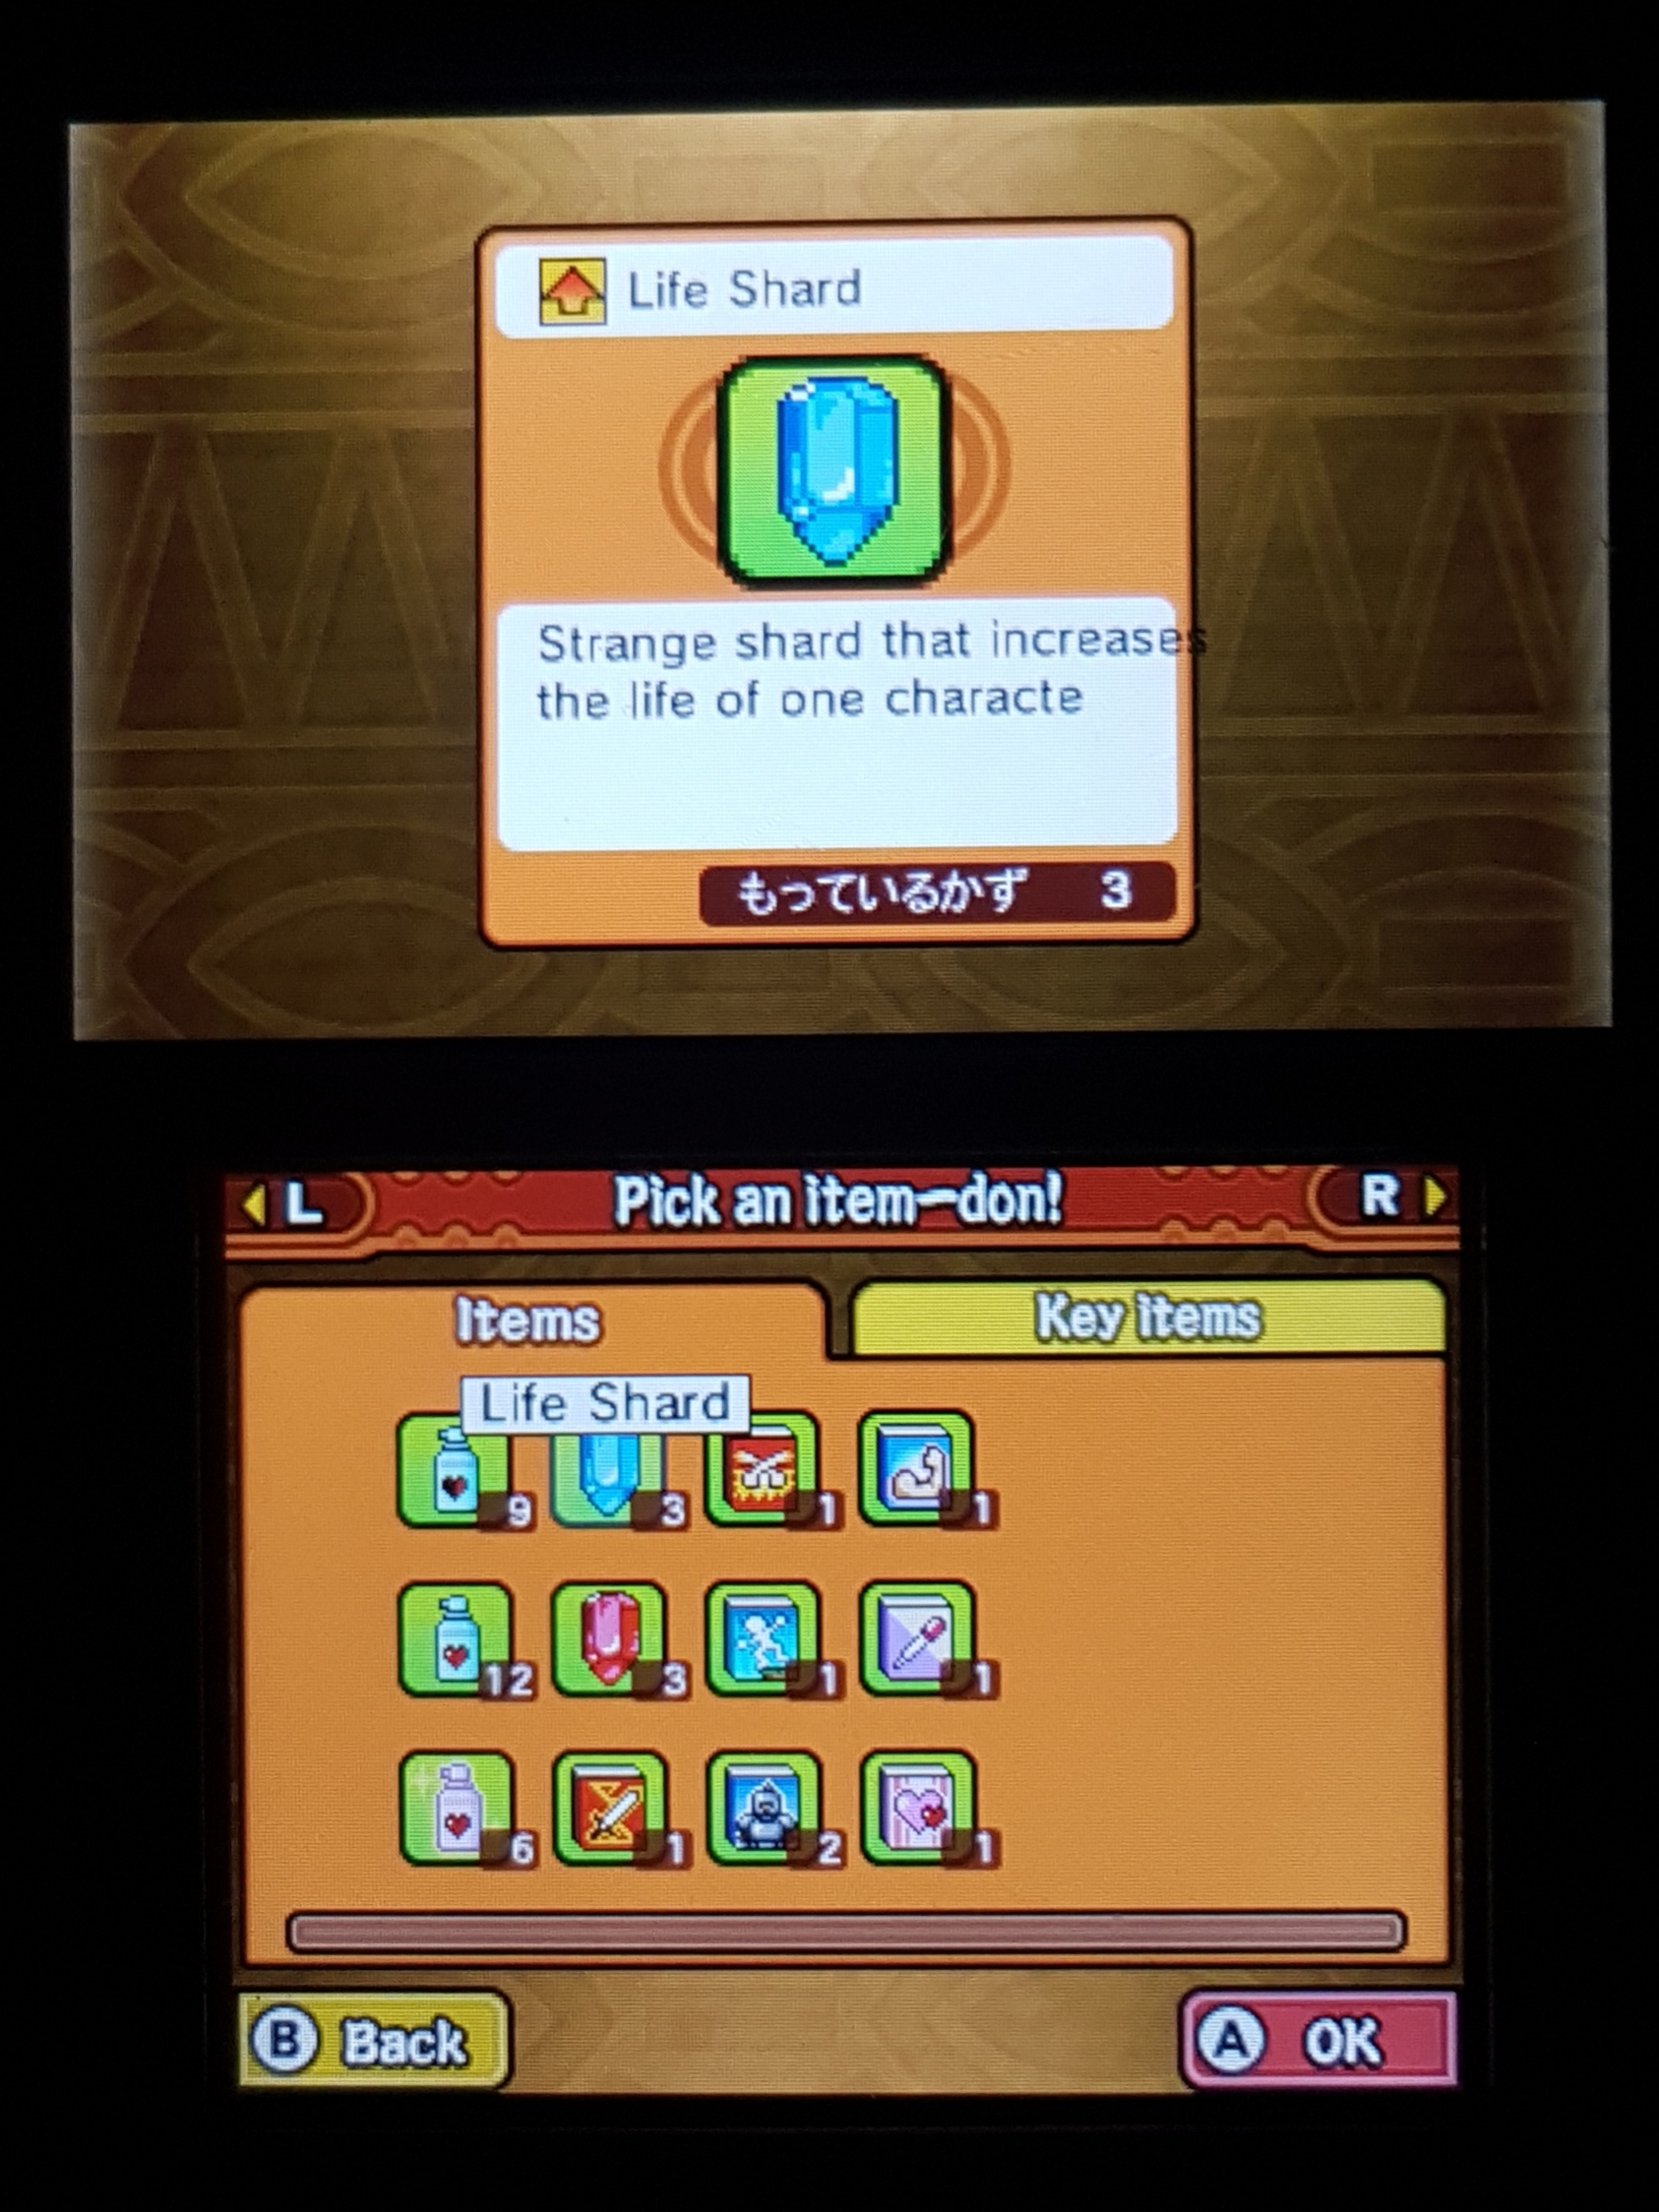 Life Shard
Strange shard that increases
the life of one characte
もっているかず 3
L Pick an item-don! R
Items Key items
Life Shard
9 3 1 1
12 3 1 1
6 1 2 1
B Back A OK